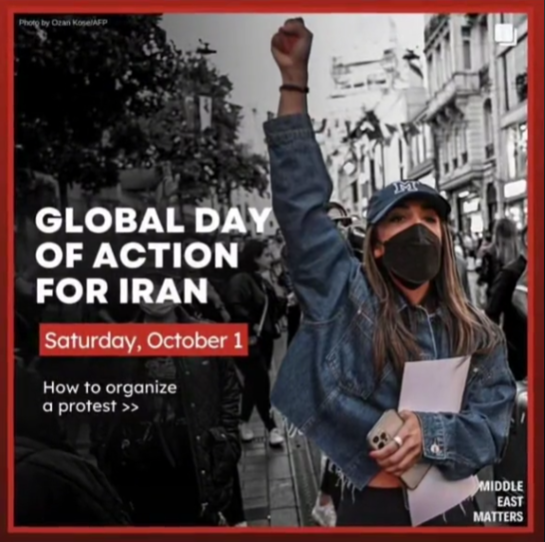 Photo by Ozan Kose/AFP
GLOBAL DAY
OF ACTION
FOR IRAN
Saturday, October 1
How to organize
a protest >>
MIDDLE
EAST
MATTERS